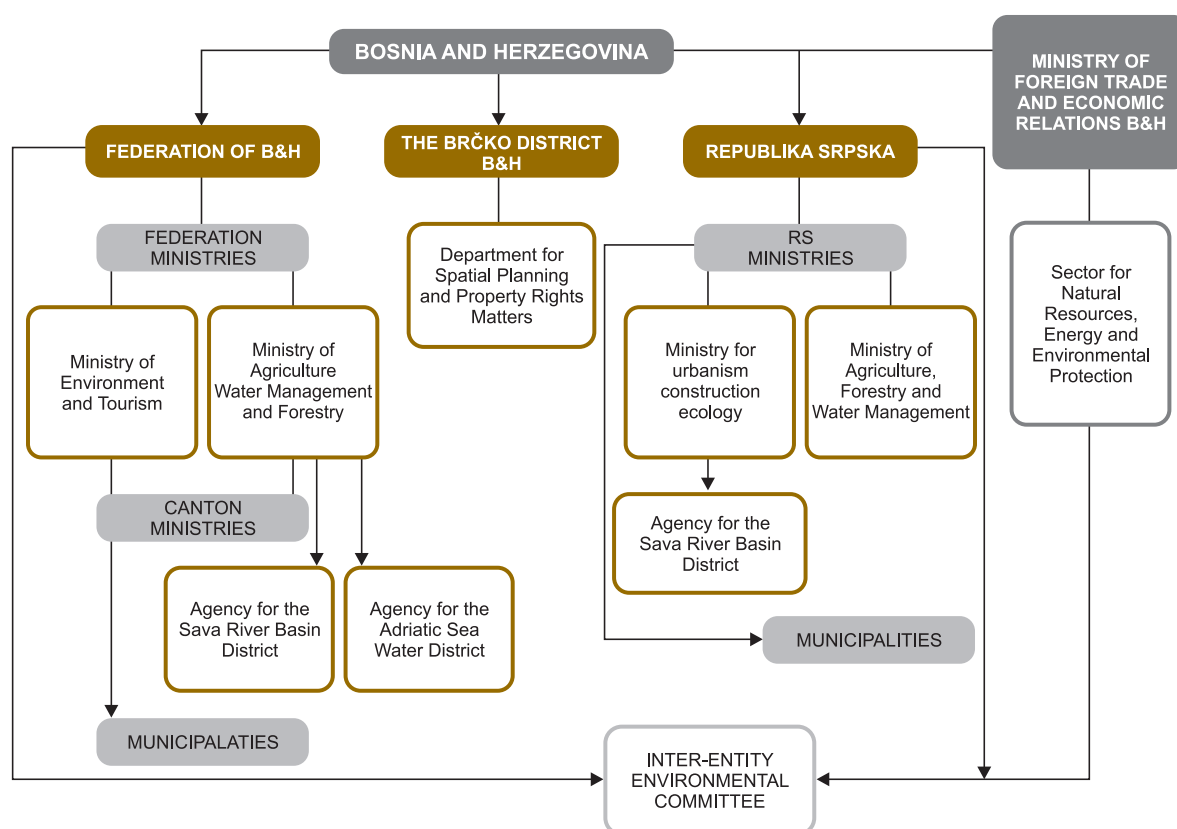 BOSNIA AND HERZEGOVINA
MINISTRY OF
FOREIGN TRADE
AND ECONOMIC
RELATIONS B&H
FEDERATION OF B&H
THE BRČKO DISTRICT
B&H
REPUBLIKA SRPSKA
FEDERATION
MINISTRIES
Department for
Spatial Planning
and Property Rights
Matters
RS
MINISTRIES
Sector for
Natural
Resources,
Energy and
Environmental
Protection
Ministry of
Environment
and Tourism
Ministry of
Agriculture
Water Management
and Forestry
Ministry for
urbanism
construction
ecology
Ministry of
Agriculture,
Forestry and
Water Management
CANTON
MINISTRIES
Agency for the
Sava River Basin
District
Agency for the
Sava River Basin
District
Agency for the
Adriatic Sea
Water District
MUNICIPALITIES
MUNICIPALATIES
INTER-ENTITY
ENVIRONMENTAL
COMMITTEE